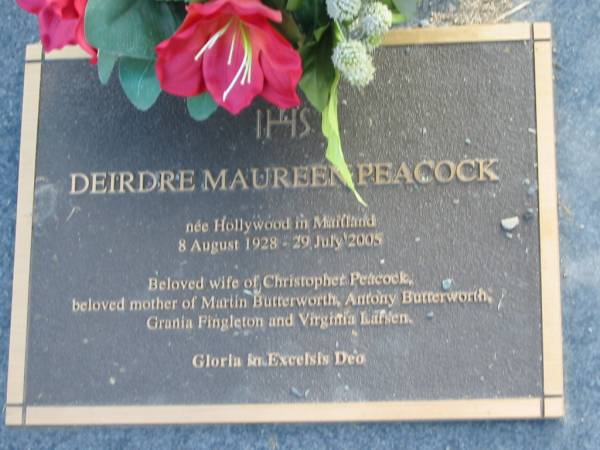 IHS
DEIRDRE MAUREEN PEACOCK
née Hollywood in Maitland
8 August 1928 - 29 July 2005
Beloved wife of Christopher Peacock,
beloved mother of Martin Butterworth, Antony Butterworth,
Grania Fingleton and Virginia Larsen.
Gloria in Excelsis Deo